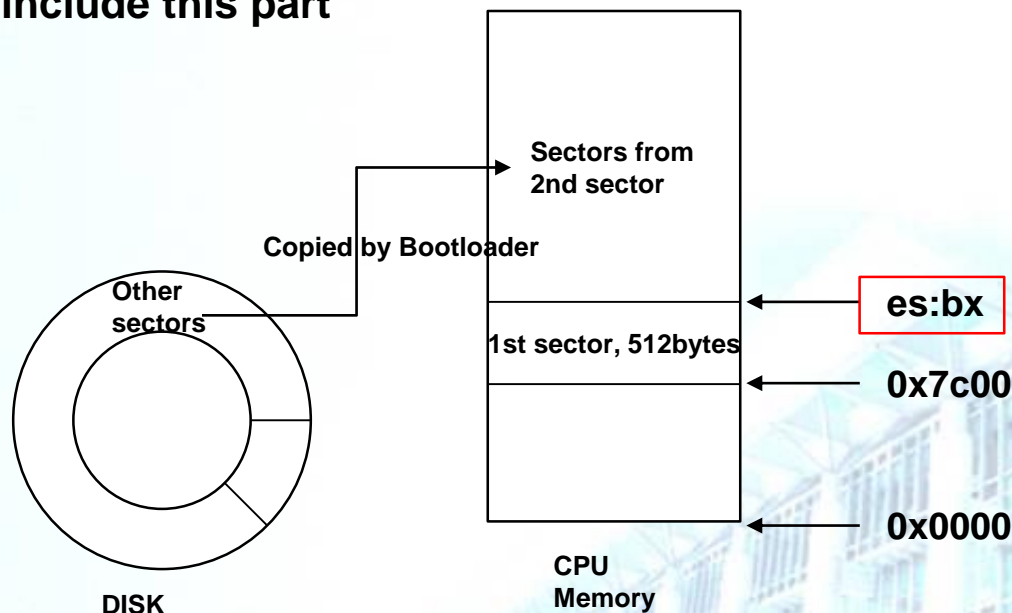 include this part
Sectors from
2nd sector
Copied by Bootloader
Other
sectors
es:bx
1st sector, 512bytes
0x7c00
0x0000
CPU
Memory
DISK